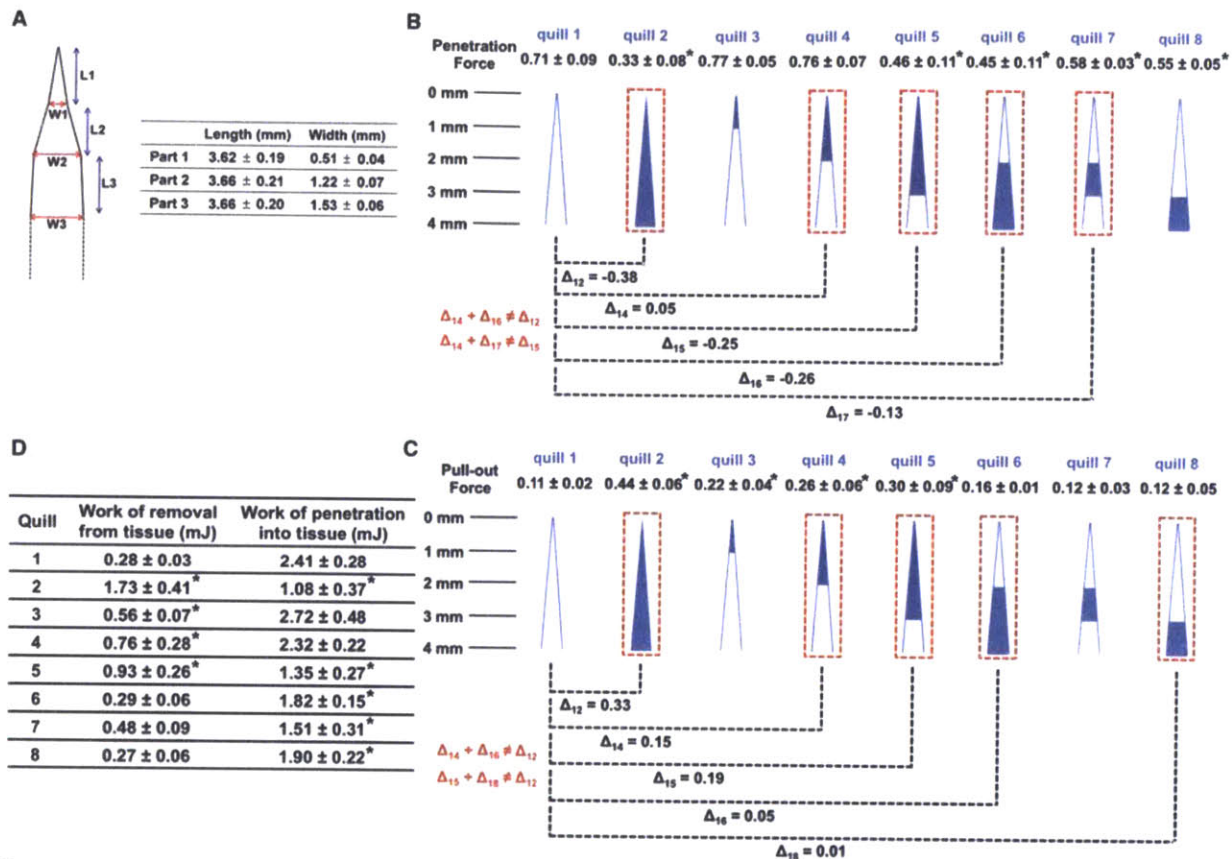 A
L1
W1
L2
W2
L3
W3
Length (mm) Width (mm)
Part 1 3.62 ± 0.19 0.51 ± 0.04
Part 2 3.66 ± 0.21 1.22 ± 0.07
Part 3 3.66 ± 0.20 1.53 ± 0.06
B
quill 1 quill 2 quill 3 quill 4 quill 5 quill 6 quill 7 quill 8
Penetration Force
0.71 ± 0.09 0.33 ± 0.08* 0.77 ± 0.05 0.76 ± 0.07 0.46 ± 0.11* 0.45 ± 0.11* 0.58 ± 0.03* 0.55 ± 0.05*
0 mm
1 mm
2 mm
3 mm
4 mm
Δ12 = -0.38
Δ14 = 0.05
Δ14 + Δ16 ≠ Δ12
Δ14 + Δ17 ≠ Δ15
Δ15 = -0.25
Δ16 = -0.26
Δ17 = -0.13
C
quill 1 quill 2 quill 3 quill 4 quill 5 quill 6 quill 7 quill 8
Pull-out Force
0.11 ± 0.02 0.44 ± 0.06* 0.22 ± 0.04* 0.26 ± 0.06* 0.30 ± 0.09* 0.16 ± 0.01 0.12 ± 0.03 0.12 ± 0.05
0 mm
1 mm
2 mm
3 mm
4 mm
Δ12 = 0.33
Δ14 = 0.15
Δ14 + Δ16 ≠ Δ12
Δ15 + Δ18 ≠ Δ12
Δ15 = 0.19
Δ16 = 0.05
Δ18 = 0.01
D
Quill Work of removal from tissue (mJ) Work of penetration into tissue (mJ)
1 0.28 ± 0.03 2.41 ± 0.28
2 1.73 ± 0.41* 1.08 ± 0.37*
3 0.56 ± 0.07* 2.72 ± 0.48
4 0.76 ± 0.28* 2.32 ± 0.22
5 0.93 ± 0.26* 1.35 ± 0.27*
6 0.29 ± 0.06 1.82 ± 0.15*
7 0.48 ± 0.09 1.51 ± 0.31*
8 0.27 ± 0.06 1.90 ± 0.22*